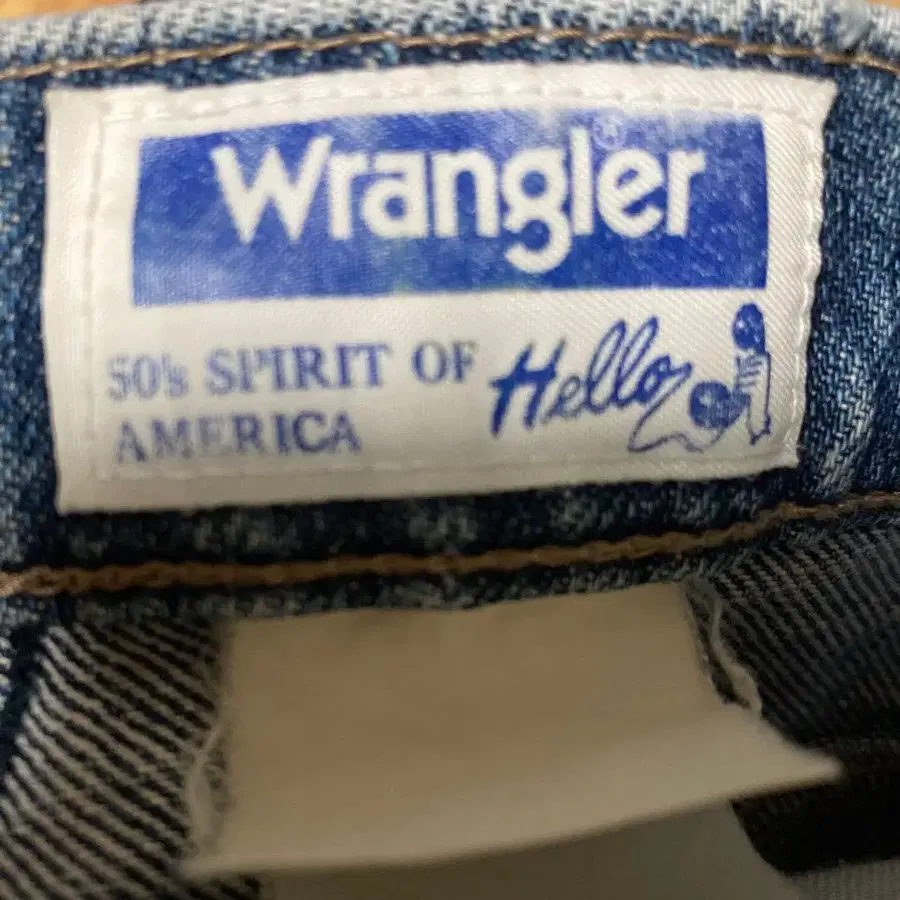 Wrangler®
50's SPIRIT OF
AMERICA
Hello